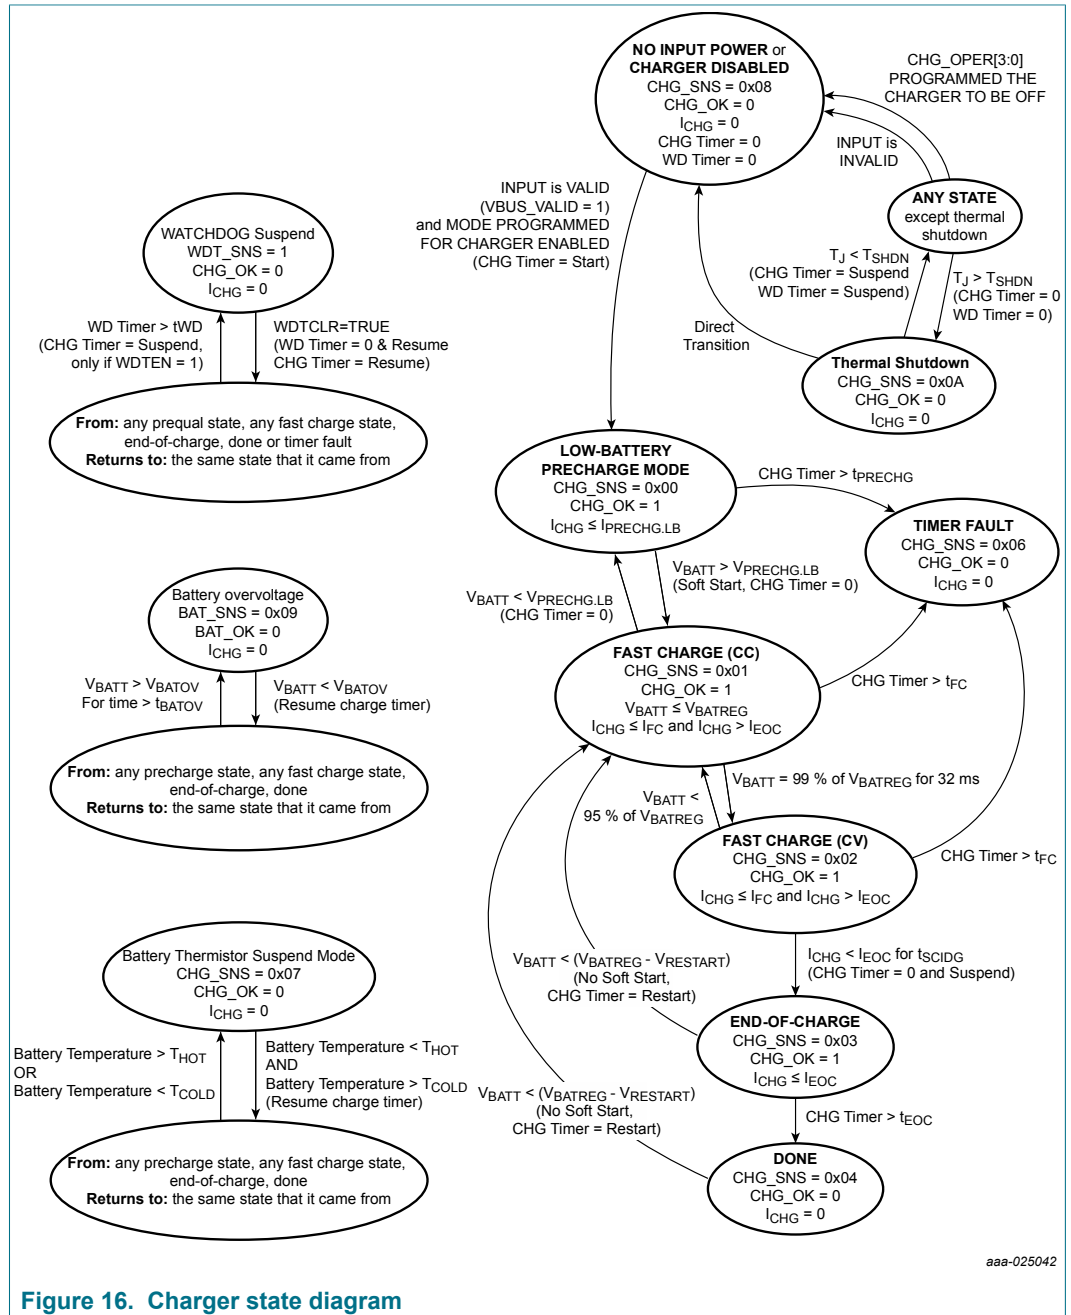 NO INPUT POWER or
CHARGER DISABLED
CHG_SNS = 0x08
CHG_OK = 0
ICHG = 0
CHG Timer = 0
WD Timer = 0
CHG_OPER[3:0]
PROGRAMMED THE
CHARGER TO BE OFF
INPUT is
INVALID
ANY STATE
except thermal
shutdown
TJ < TSHDN
(CHG Timer = Suspend
WD Timer = Suspend)
TJ > TSHDN
(CHG Timer = 0
WD Timer = 0)
Direct
Transition
Thermal Shutdown
CHG_SNS = 0x0A
CHG_OK = 0
ICHG = 0
INPUT is VALID
(VBUS_VALID = 1)
and MODE PROGRAMMED
FOR CHARGER ENABLED
(CHG Timer = Start)
WATCHDOG Suspend
WDT_SNS = 1
CHG_OK = 0
ICHG = 0
WD Timer > tWD
(CHG Timer = Suspend,
only if WDTEN = 1)
WDTCLR=TRUE
(WD Timer = 0 & Resume
CHG Timer = Resume)
From: any prequal state, any fast charge state,
end-of-charge, done or timer fault
Returns to: the same state that it came from
LOW-BATTERY
PRECHARGE MODE
CHG_SNS = 0x00
CHG_OK = 1
ICHG ≤ IPRECHG.LB
CHG Timer > tPRECHG
TIMER FAULT
CHG_SNS = 0x06
CHG_OK = 0
ICHG = 0
VBATT > VPRECHG.LB
(Soft Start, CHG Timer = 0)
VBATT < VPRECHG.LB
(CHG Timer = 0)
Battery overvoltage
BAT_SNS = 0x09
BAT_OK = 0
ICHG = 0
VBATT > VBATOV
For time > tBATOV
VBATT < VBATOV
(Resume charge timer)
From: any precharge state, any fast charge state,
end-of-charge, done
Returns to: the same state that it came from
FAST CHARGE (CC)
CHG_SNS = 0x01
CHG_OK = 1
VBATT ≤ VBATREG
ICHG ≤ IFC and ICHG > IEOC
CHG Timer > tFC
VBATT = 99 % of VBATREG for 32 ms
VBATT <
95 % of VBATREG
FAST CHARGE (CV)
CHG_SNS = 0x02
CHG_OK = 1
ICHG ≤ IFC and ICHG > IEOC
CHG Timer > tFC
ICHG < IEOC for tSCIDG
(CHG Timer = 0 and Suspend)
VBATT < (VBATREG - VRESTART)
(No Soft Start,
CHG Timer = Restart)
END-OF-CHARGE
CHG_SNS = 0x03
CHG_OK = 1
ICHG ≤ IEOC
CHG Timer > tEOC
VBATT < (VBATREG - VRESTART)
(No Soft Start,
CHG Timer = Restart)
DONE
CHG_SNS = 0x04
CHG_OK = 0
ICHG = 0
Battery Thermistor Suspend Mode
CHG_SNS = 0x07
CHG_OK = 0
ICHG = 0
Battery Temperature > THOT
OR
Battery Temperature < TCOLD
Battery Temperature < THOT
AND
Battery Temperature > TCOLD
(Resume charge timer)
From: any precharge state, any fast charge state,
end-of-charge, done
Returns to: the same state that it came from
aaa-025042
Figure 16. Charger state diagram